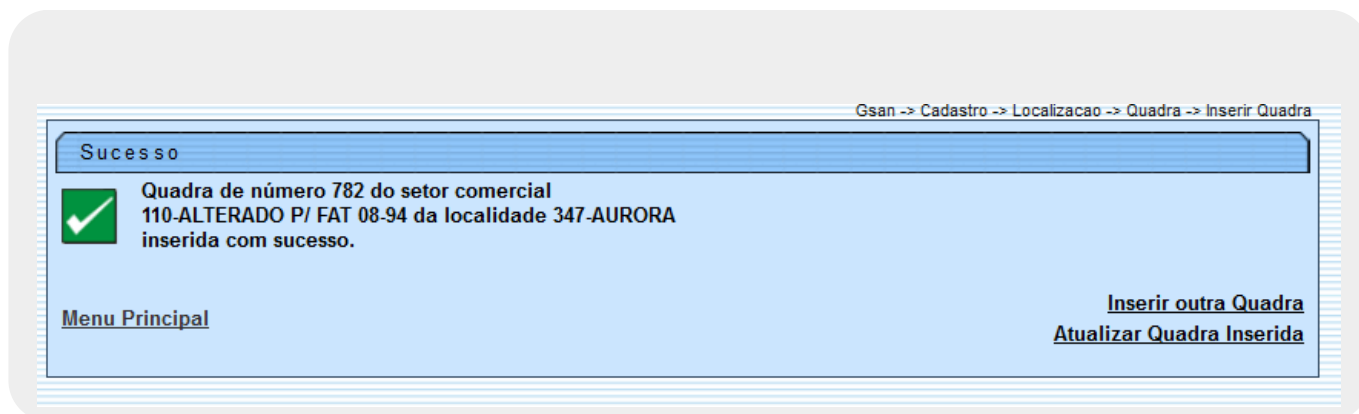 Gsan -> Cadastro -> Localizacao -> Quadra -> Inserir Quadra
Sucesso
Quadra de número 782 do setor comercial
110-ALTERADO P/ FAT 08-94 da localidade 347-AURORA
inserida com sucesso.
Inserir outra Quadra
Menu Principal
Atualizar Quadra Inserida